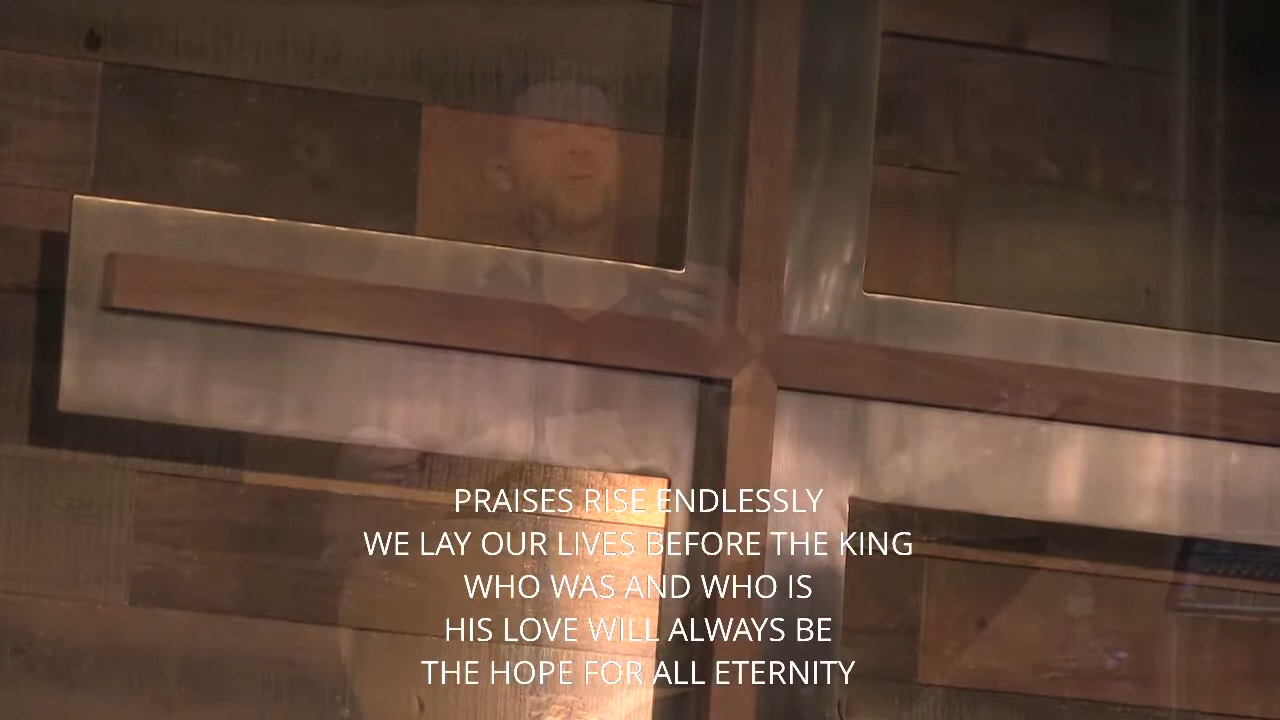 PRAISES RISE ENDLESSLY
WE LAY OUR LIVES BEFORE THE KING
WHO WAS AND WHO IS
HIS LOVE WILL ALWAYS BE
THE HOPE FOR ALL ETERNITY